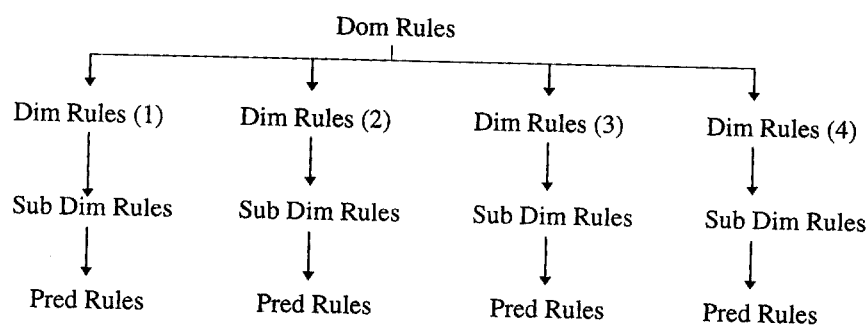 Dom Rules
Dim Rules (1) Dim Rules (2) Dim Rules (3) Dim Rules (4)
Sub Dim Rules Sub Dim Rules Sub Dim Rules Sub Dim Rules
Pred Rules Pred Rules Pred Rules Pred Rules